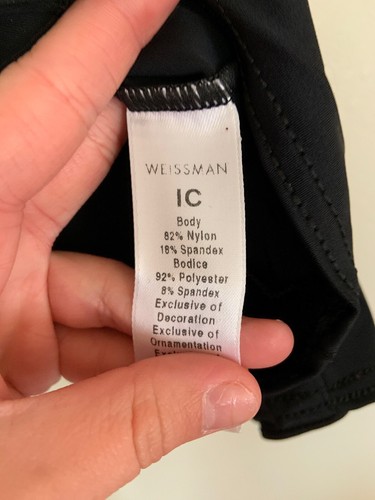 WEISSMAN
IC
Body
82% Nylon
18% Spandex
Bodice
92% Polyester
8% Spandex
Exclusive of
Decoration
Exclusive of
Ornamentation